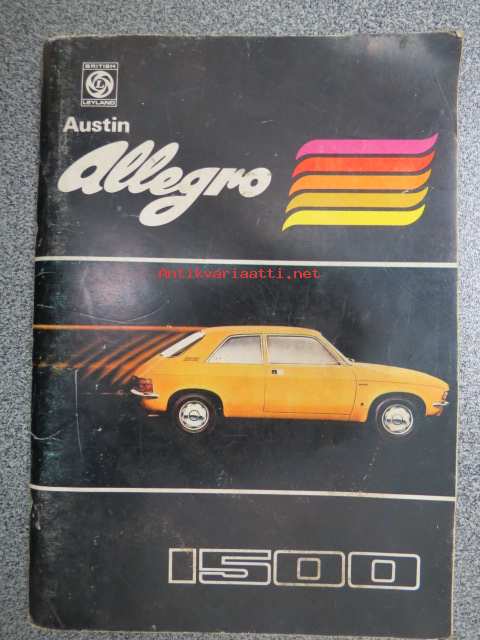 BRITISH
LEYLAND
Austin
Allegro
Antikvariaatti.net
1500